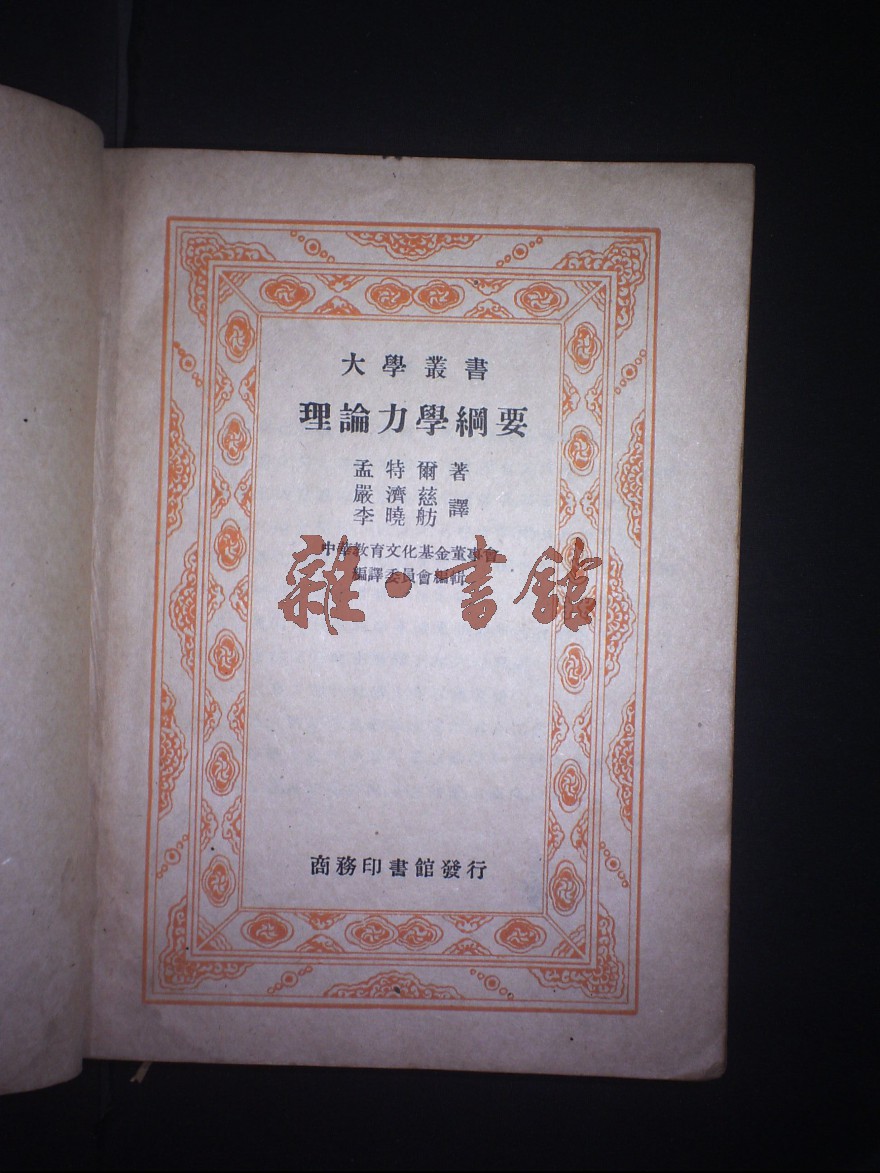 大學叢書
理論力學綱要
孟特爾著
嚴濟慈
李曉舫譯
中華教育文化基金董事會
編譯委員會編輯
雜·書館
商務印書館發行